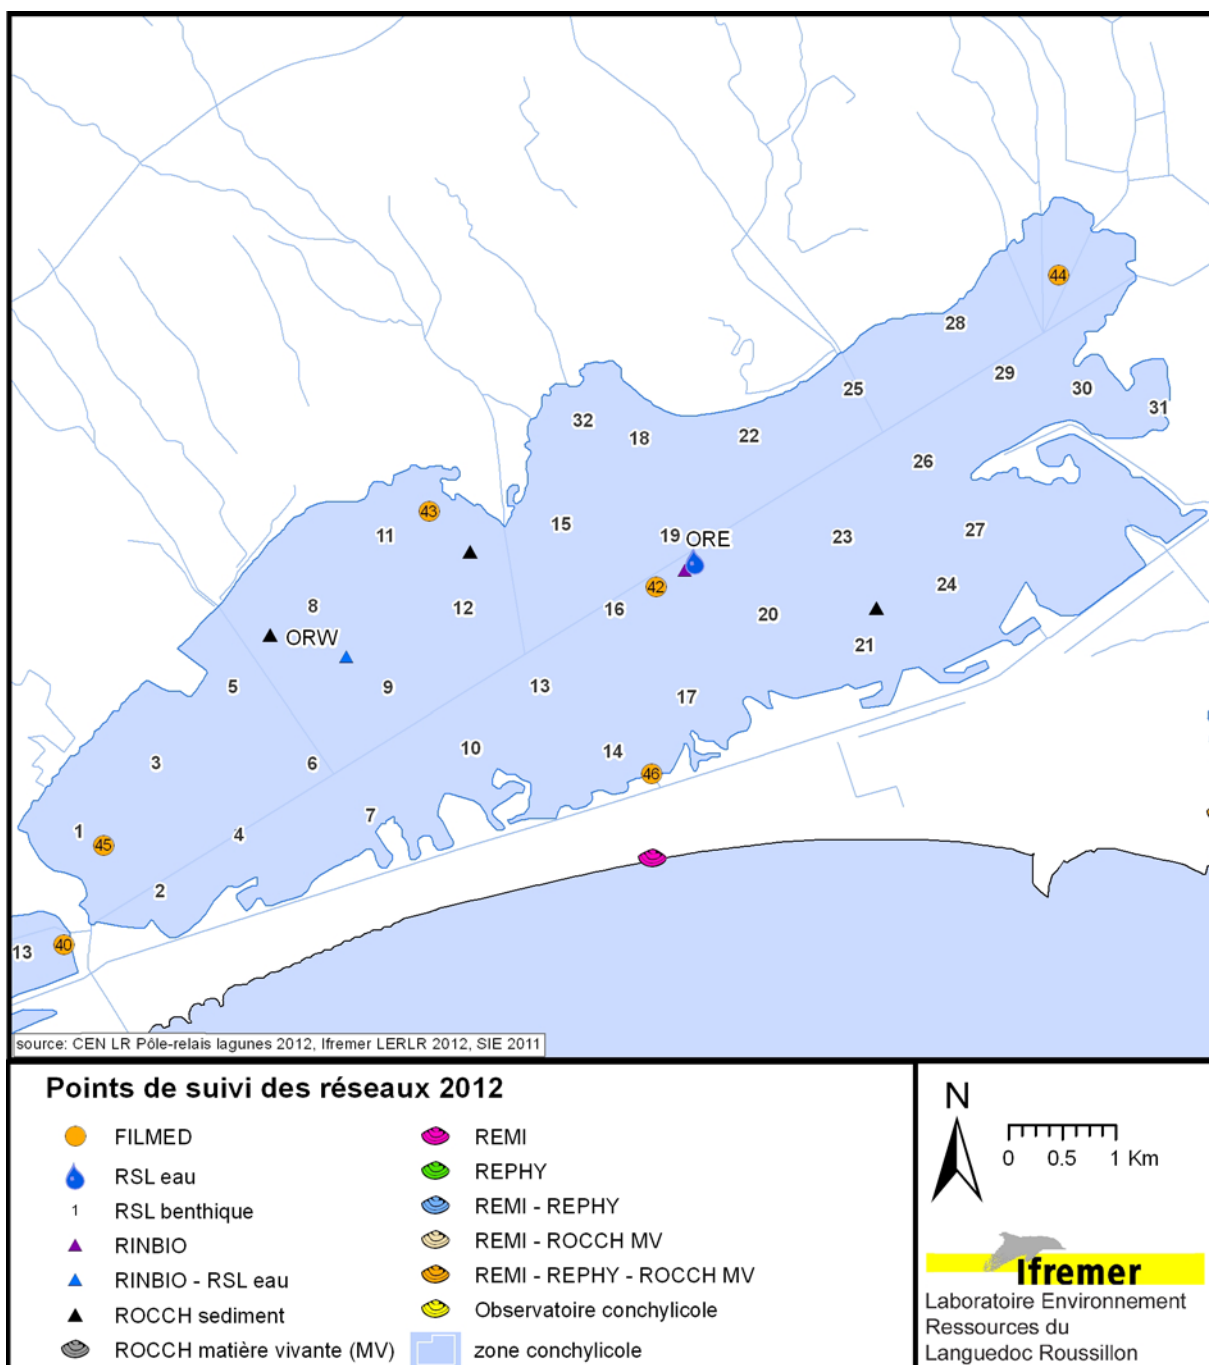 44
28
29
30
25
31
32
18
22
26
43
11
15
19
ORE
23
27
42
24
8
12
16
20
ORW
21
5
9
13
17
10
14
3
6
46
7
1
4
45
2
13
40
source: CEN LR Pôle-relais lagunes 2012, Ifremer LERLR 2012, SIE 2011
Points de suivi des réseaux 2012
FILMED
RSL eau
1 RSL benthique
RINBIO
RINBIO - RSL eau
ROCCH sediment
ROCCH matière vivante (MV)
REMI
REPHY
REMI - REPHY
REMI - ROCCH MV
REMI - REPHY - ROCCH MV
Observatoire conchylicole
zone conchylicole
N
0 0.5 1 Km
Ifremer
Laboratoire Environnement
Ressources du
Languedoc Roussillon